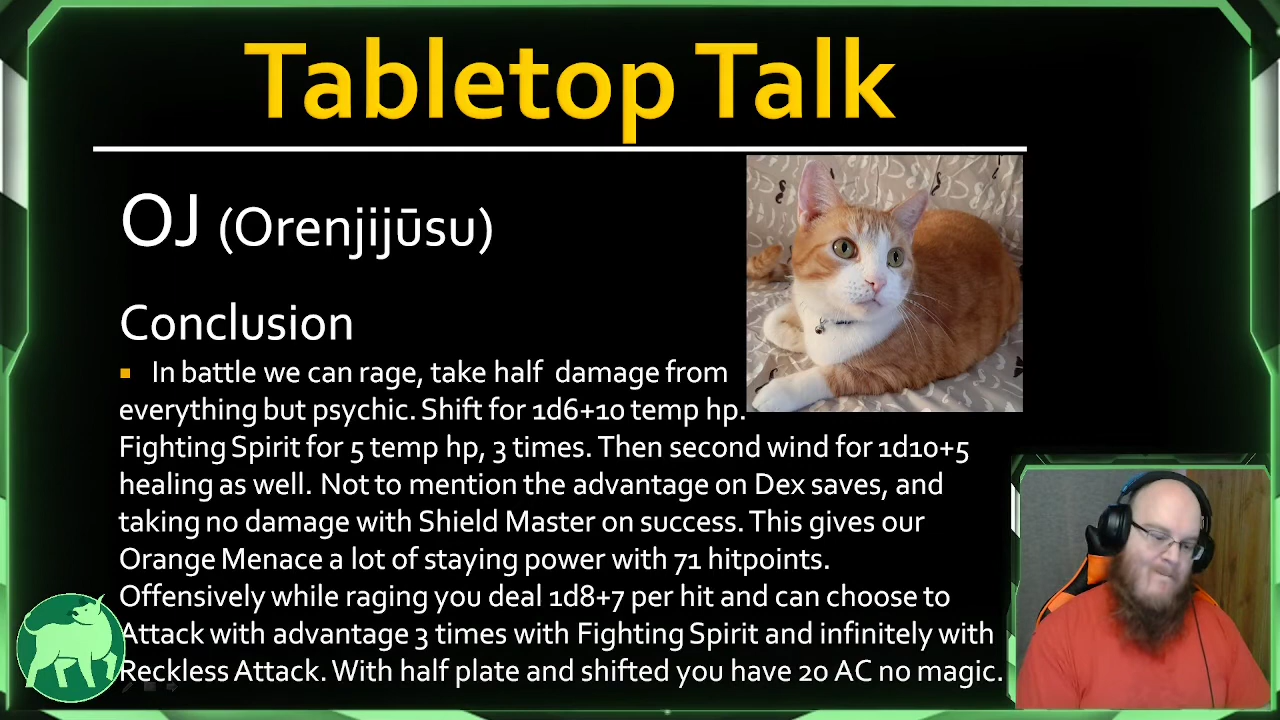 Tabletop Talk
OJ (Orenjijūsu)
Conclusion
In battle we can rage, take half damage from
everything but psychic. Shift for 1d6+10 temp hp.
Fighting Spirit for 5 temp hp, 3 times. Then second wind for 1d10+5
healing as well. Not to mention the advantage on Dex saves, and
taking no damage with Shield Master on success. This gives our
Orange Menace a lot of staying power with 71 hitpoints.
Offensively while raging you deal 1d8+7 per hit and can choose to
Attack with advantage 3 times with Fighting Spirit and infinitely with
Reckless Attack. With half plate and shifted you have 20 AC no magic.